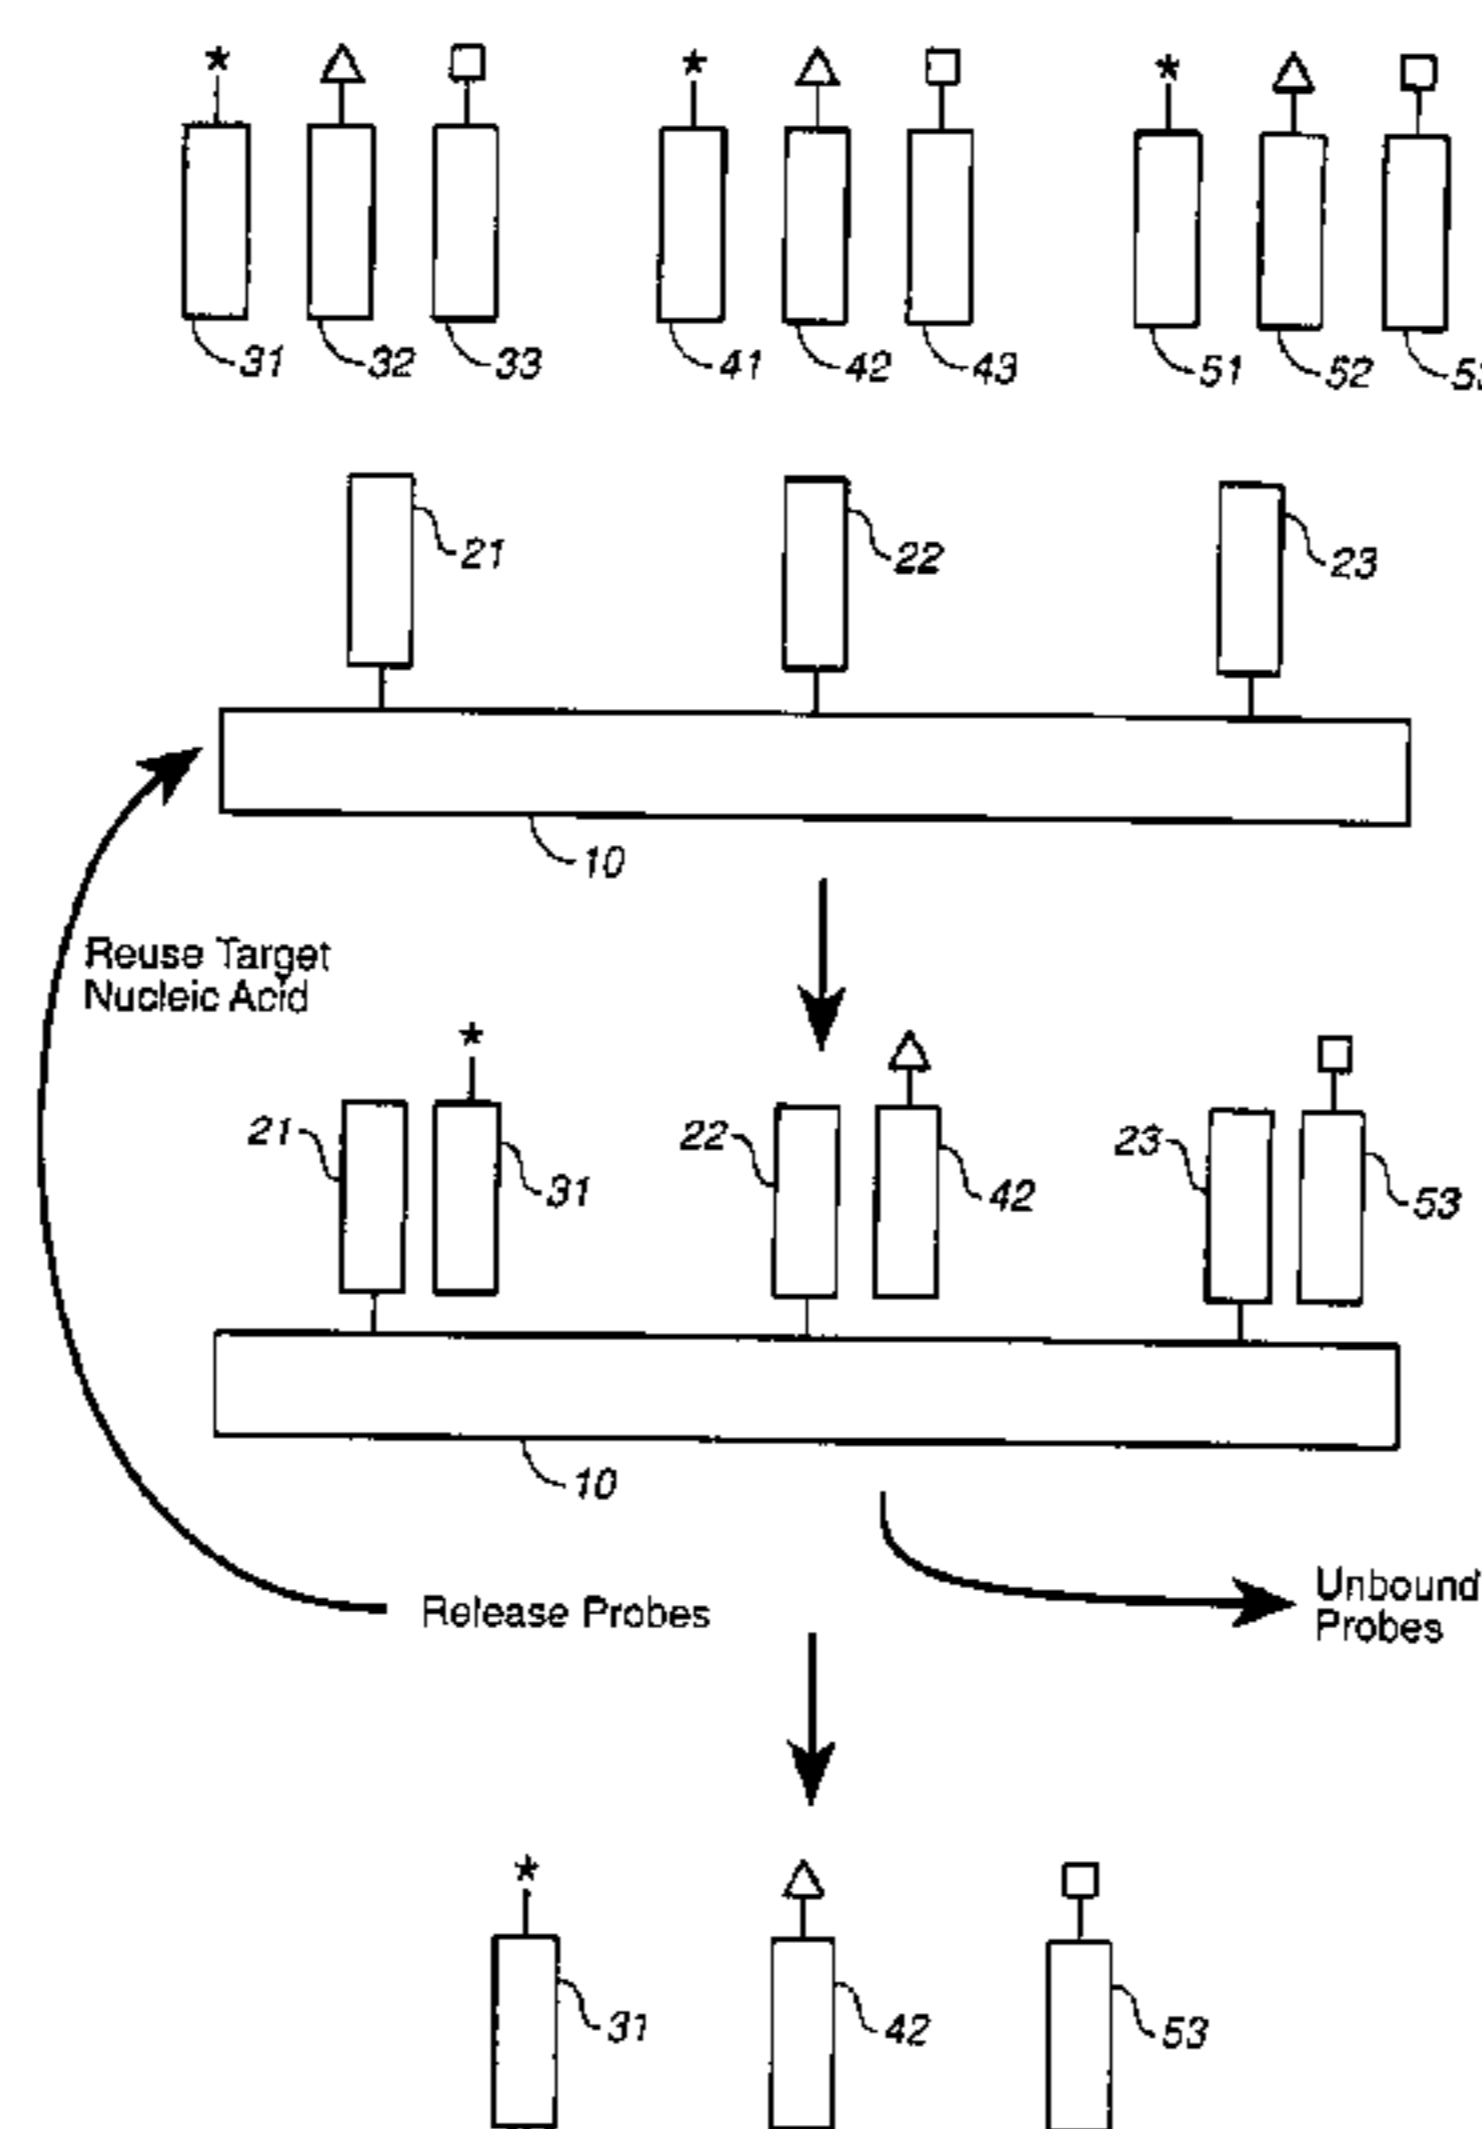 31 32 33 41 42 43 51 52
21 22 23
10
Reuse Target
Nucleic Acid
21 31 22 42 23 53
10
Release Probes
Unbound
Probes
31 42 53